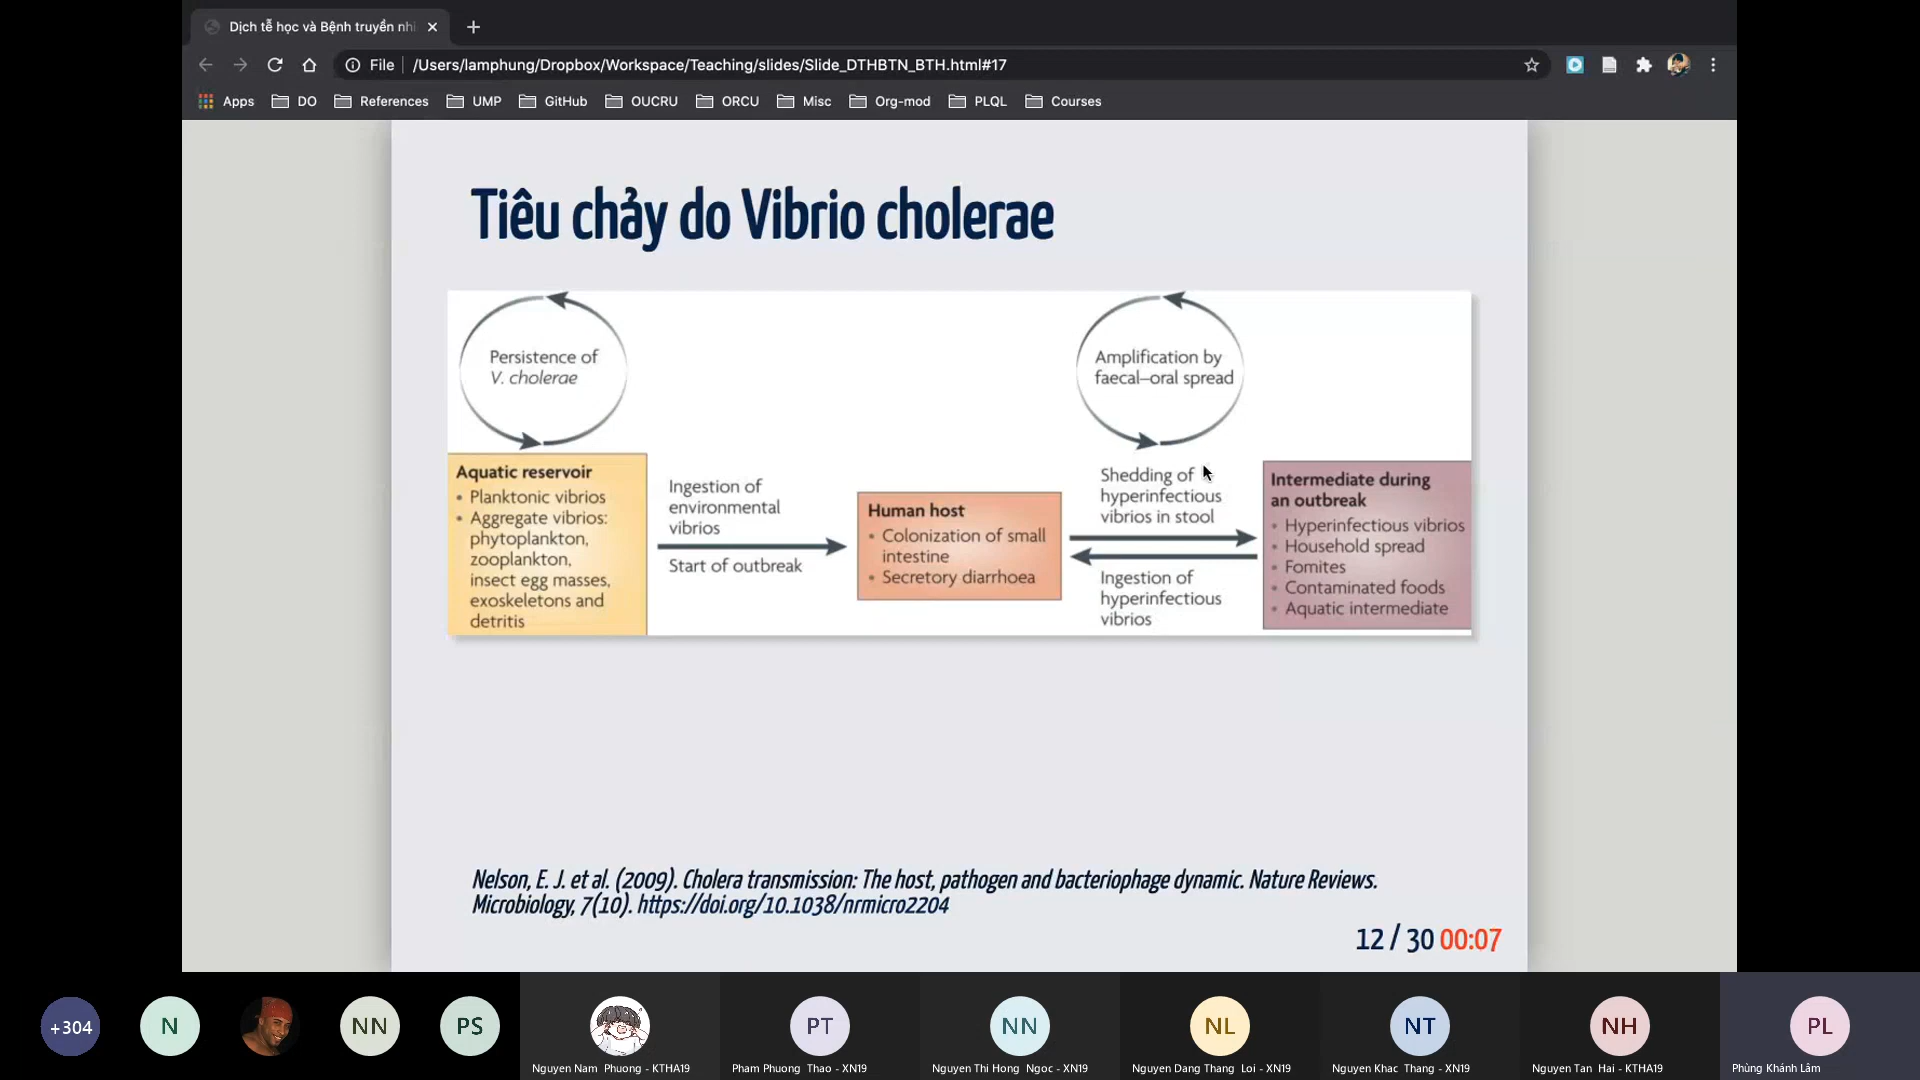 Dịch tễ học và Bệnh truyền nhi
File
/Users/lamphung/Dropbox/Workspace/Teaching/slides/Slide_DTHBTN_BTH.html#17
Apps DO References UMP GitHub OUCRU ORCU Misc Org-mod PLQL Courses
Tiêu chảy do Vibrio cholerae
Persistence of
V. cholerae
Amplification by
faecal–oral spread
Aquatic reservoir
• Planktonic vibrios
• Aggregate vibrios:
phytoplankton,
zooplankton,
insect egg masses,
exoskeletons and
detritis
Ingestion of
environmental
vibrios
Start of outbreak
Human host
• Colonization of small
intestine
• Secretory diarrhoea
Shedding of
hyperinfectious
vibrios in stool
Ingestion of
hyperinfectious
vibrios
Intermediate during
an outbreak
• Hyperinfectious vibrios
• Household spread
• Fomites
• Contaminated foods
• Aquatic intermediate
Nelson, E. J. et al. (2009). Cholera transmission: The host, pathogen and bacteriophage dynamic. Nature Reviews.
Microbiology, 7(10). https://doi.org/10.1038/nrmicro2204
12 / 30 00:07
+304
N
NN
PS
PT
NN
NL
NT
NH
PL
Nguyen Nam Phuong - KTHA19
Pham Phuong Thao - XN19
Nguyen Thi Hong Ngoc - XN19
Nguyen Dang Thang Loi - XN19
Nguyen Khac Thang - XN19
Nguyen Tan Hai - KTHA19
Phùng Khánh Lâm